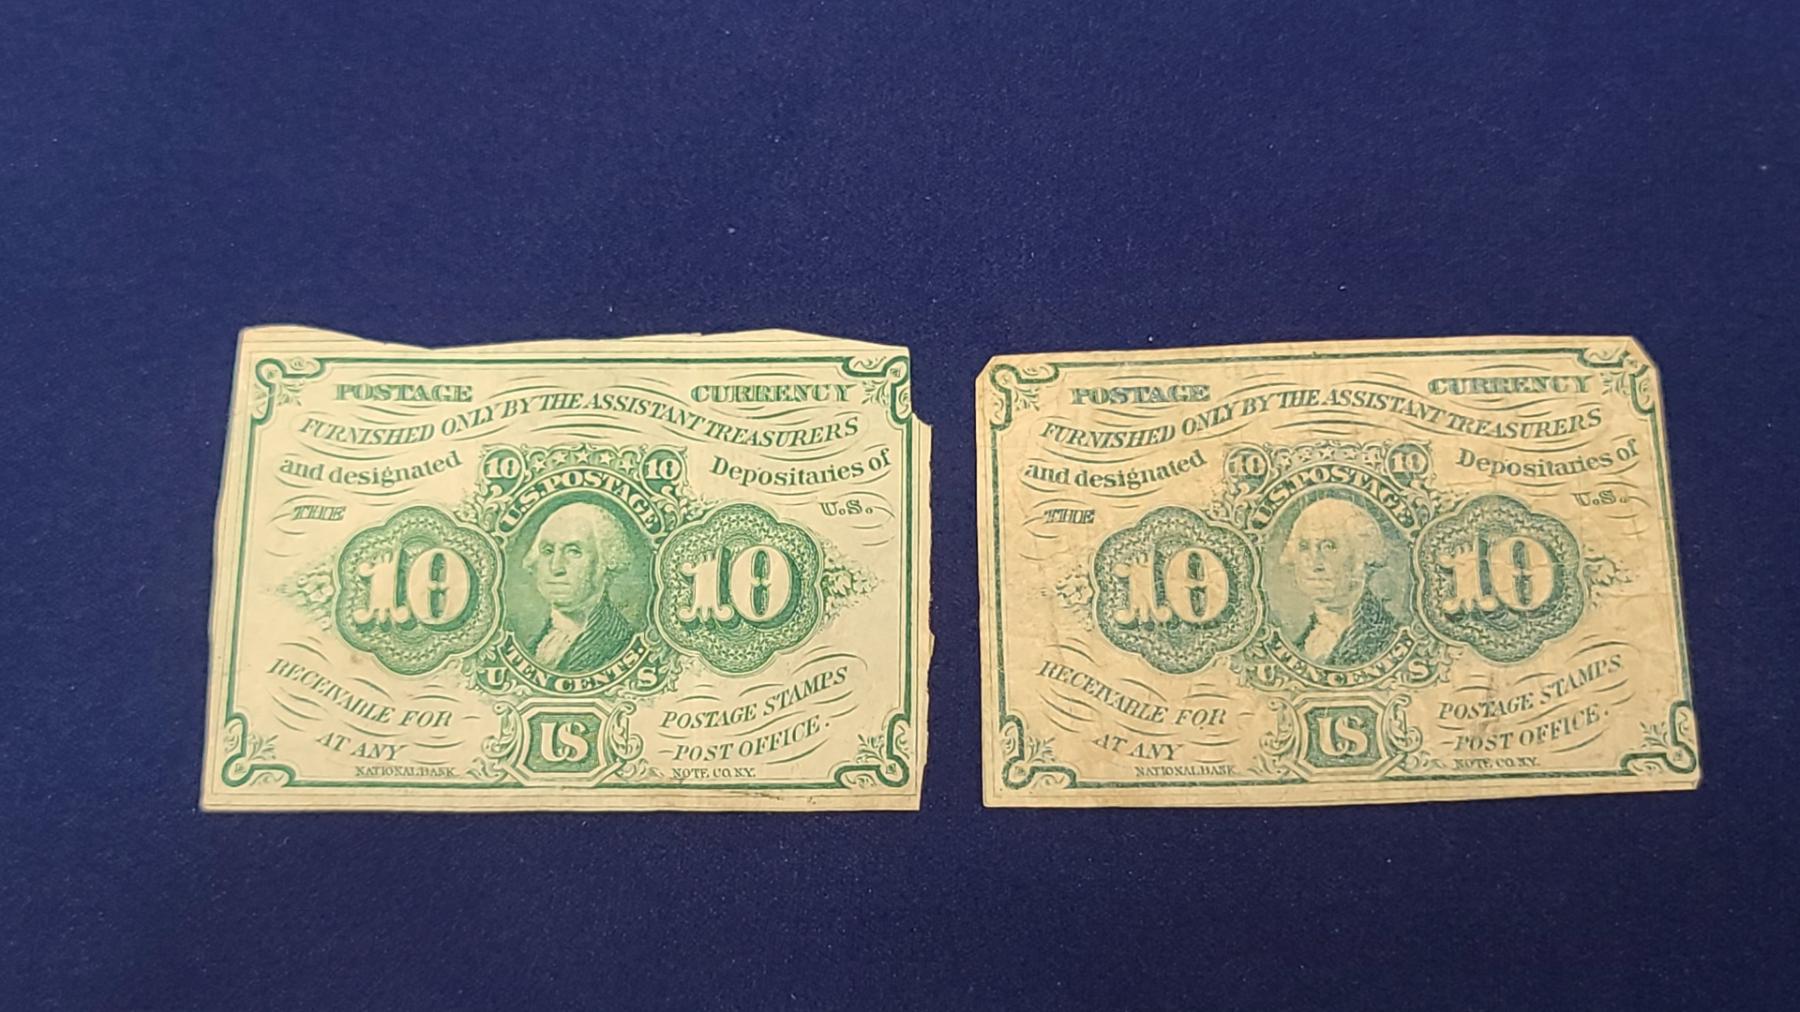 POSTAGE CURRENCY
FURNISHED ONLY BY THE ASSISTANT TREASURERS
and designated Depositaries of
THE U.S.
10 10
U.S. POSTAGE
10 10
TEN CENTS.
U S
RECEIVABLE FOR POSTAGE STAMPS
AT ANY POST OFFICE.
US
NATIONAL BANK NOTE CO. N.Y.
POSTAGE CURRENCY
FURNISHED ONLY BY THE ASSISTANT TREASURERS
and designated Depositaries of
THE U.S.
10 10
U.S. POSTAGE
10 10
TEN CENTS.
U S
RECEIVABLE FOR POSTAGE STAMPS
AT ANY POST OFFICE.
US
NATIONAL BANK NOTE CO. N.Y.